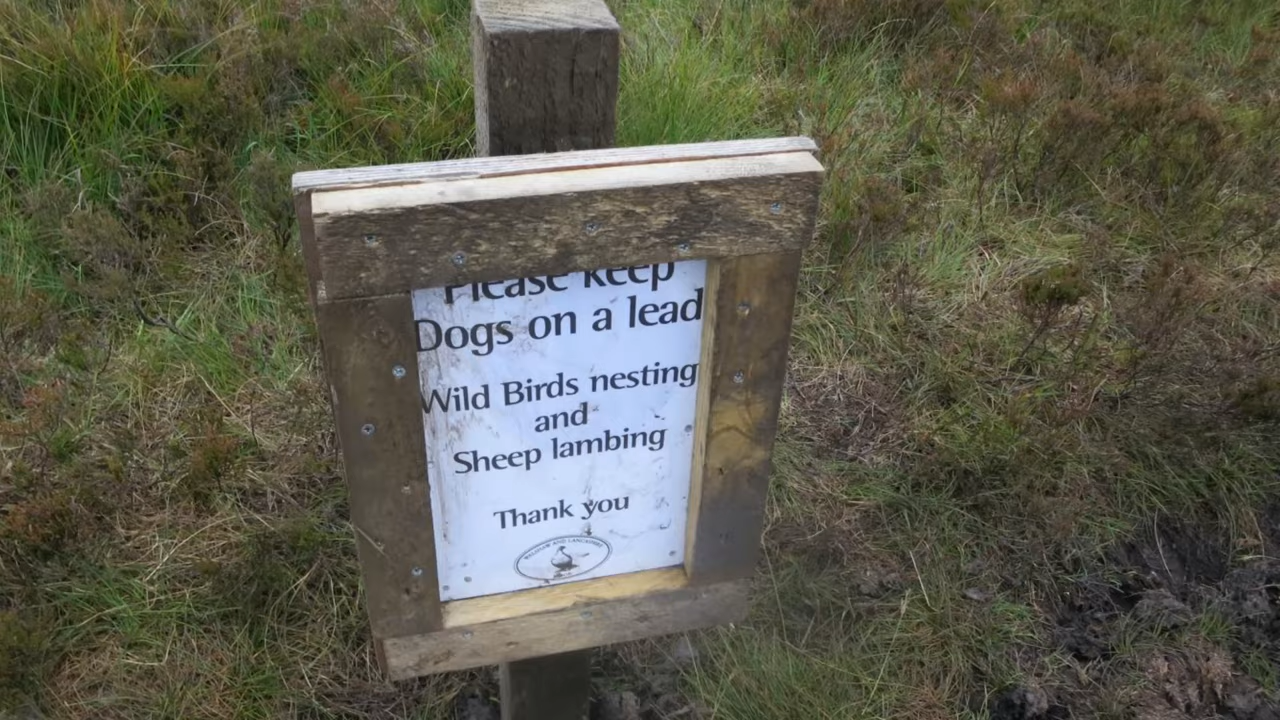 Please keep
Dogs on a lead
Wild Birds nesting
and
Sheep lambing
Thank you